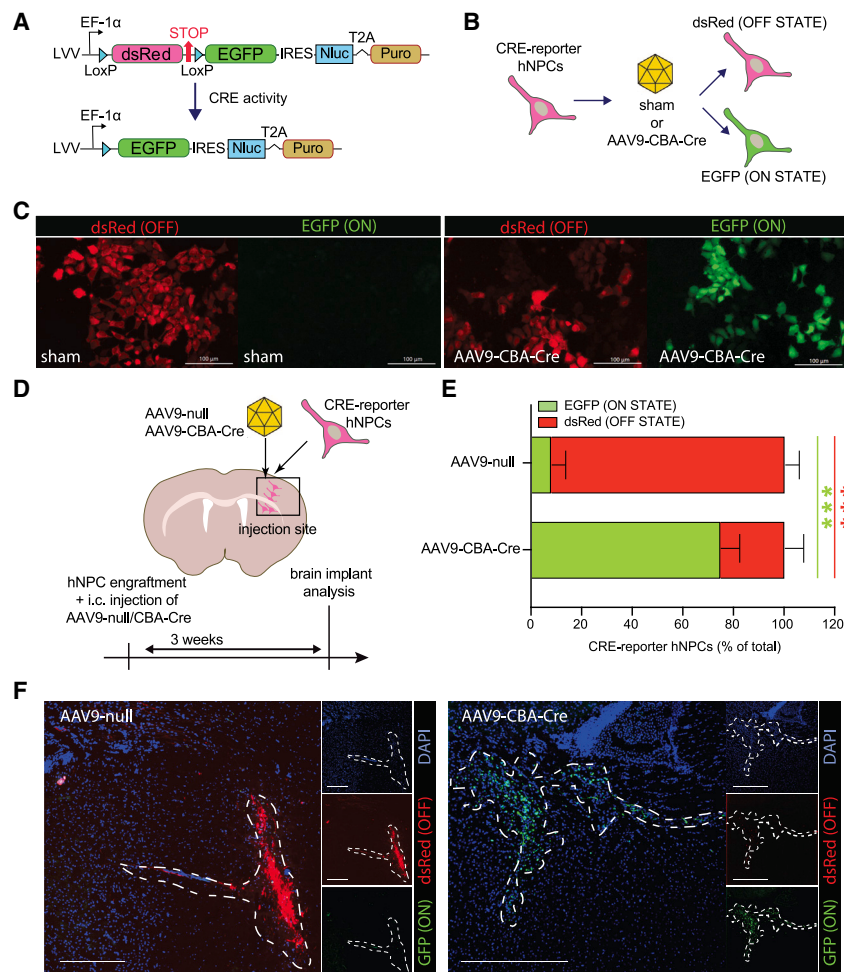 A
EF-1α
STOP
T2A
LVV
dsRed
EGFP
IRES
Nluc
Puro
LoxP
LoxP
CRE activity
EF-1α
T2A
LVV
EGFP
IRES
Nluc
Puro
B
dsRed (OFF STATE)
CRE-reporter
hNPCs
sham
or
AAV9-CBA-Cre
EGFP (ON STATE)
C
dsRed (OFF)
EGFP (ON)
dsRed (OFF)
EGFP (ON)
sham
100 μm
sham
100 μm
AAV9-CBA-Cre
100 μm
AAV9-CBA-Cre
100 μm
D
AAV9-null
AAV9-CBA-Cre
CRE-reporter
hNPCs
injection site
hNPC engraftment
+ i.c. injection of
AAV9-null/CBA-Cre
brain implant
analysis
3 weeks
E
EGFP (ON STATE)
dsRed (OFF STATE)
AAV9-null
AAV9-CBA-Cre
***
***
0 20 40 60 80 100 120
CRE-reporter hNPCs (% of total)
F
AAV9-null
DAPI
dsRed (OFF)
GFP (ON)
AAV9-CBA-Cre
DAPI
dsRed (OFF)
GFP (ON)